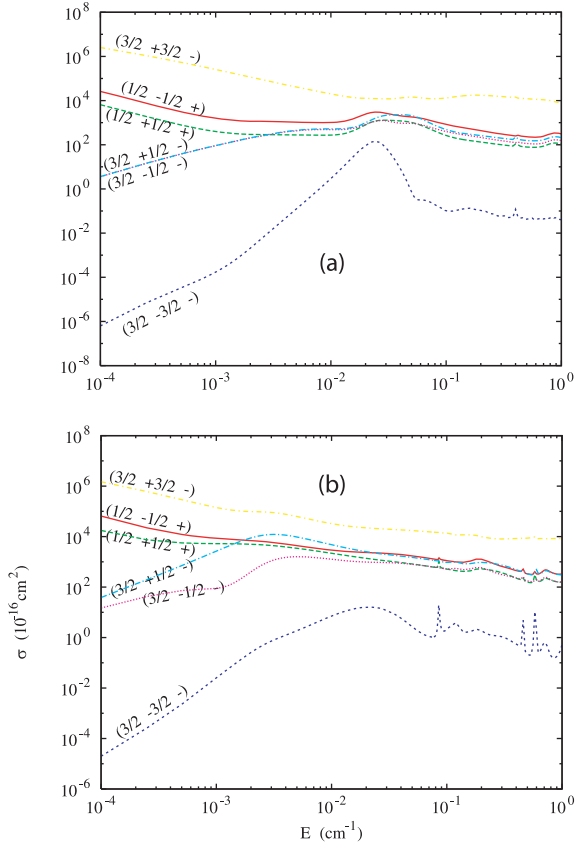 10^8
10^6
10^4
10^2
10^0
10^-2
10^-4
10^-6
10^-8
(3/2 +3/2 -)
(1/2 -1/2 +)
(1/2 +1/2 +)
(3/2 +1/2 -)
(3/2 -1/2 -)
(3/2 -3/2 -)
(a)
10^-4
10^-3
10^-2
10^-1
10^0
10^8
10^6
10^4
10^2
10^0
10^-2
10^-4
10^-6
(3/2 +3/2 -)
(b)
(1/2 -1/2 +)
(1/2 +1/2 +)
(3/2 +1/2 -)
(3/2 -1/2 -)
(3/2 -3/2 -)
σ (10^-16 cm^2)
10^-4
10^-3
10^-2
10^-1
10^0
E (cm^-1)